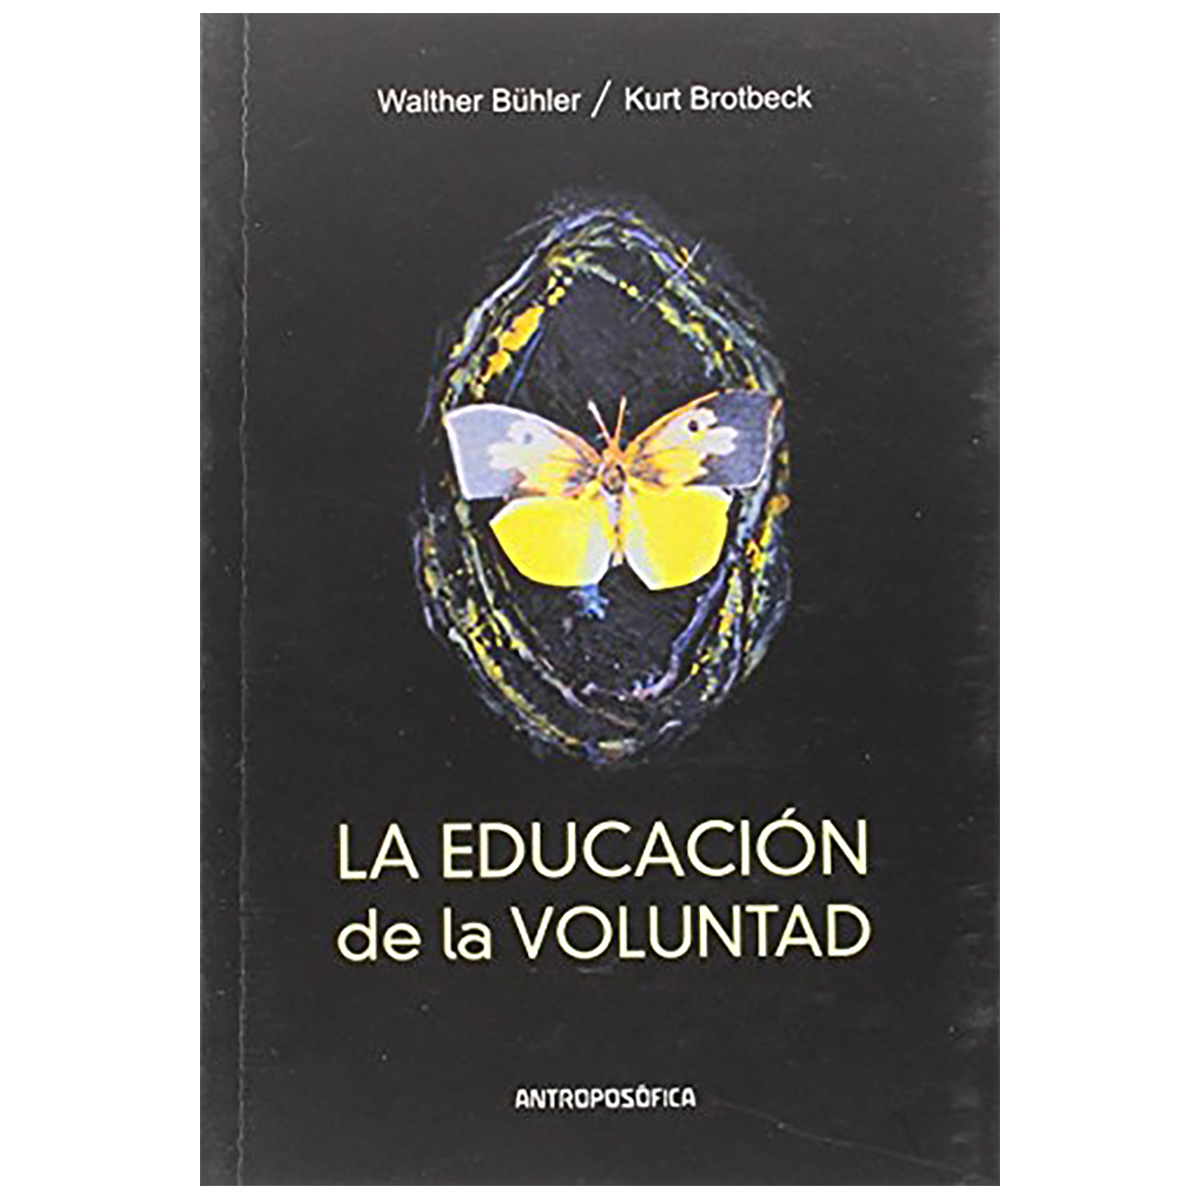 Walther Bühler / Kurt Brotbeck
LA EDUCACIÓN
de la VOLUNTAD
ANTROPOSÓFICA